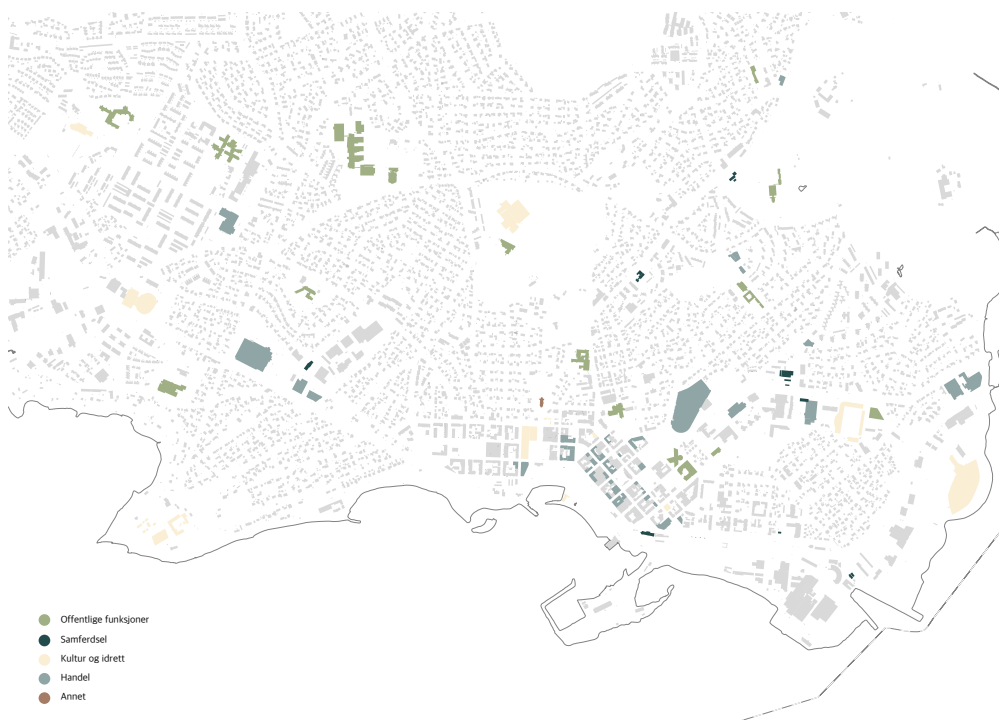 Offentlige funksjoner
Samferdsel
Kultur og idrett
Handel
Annet